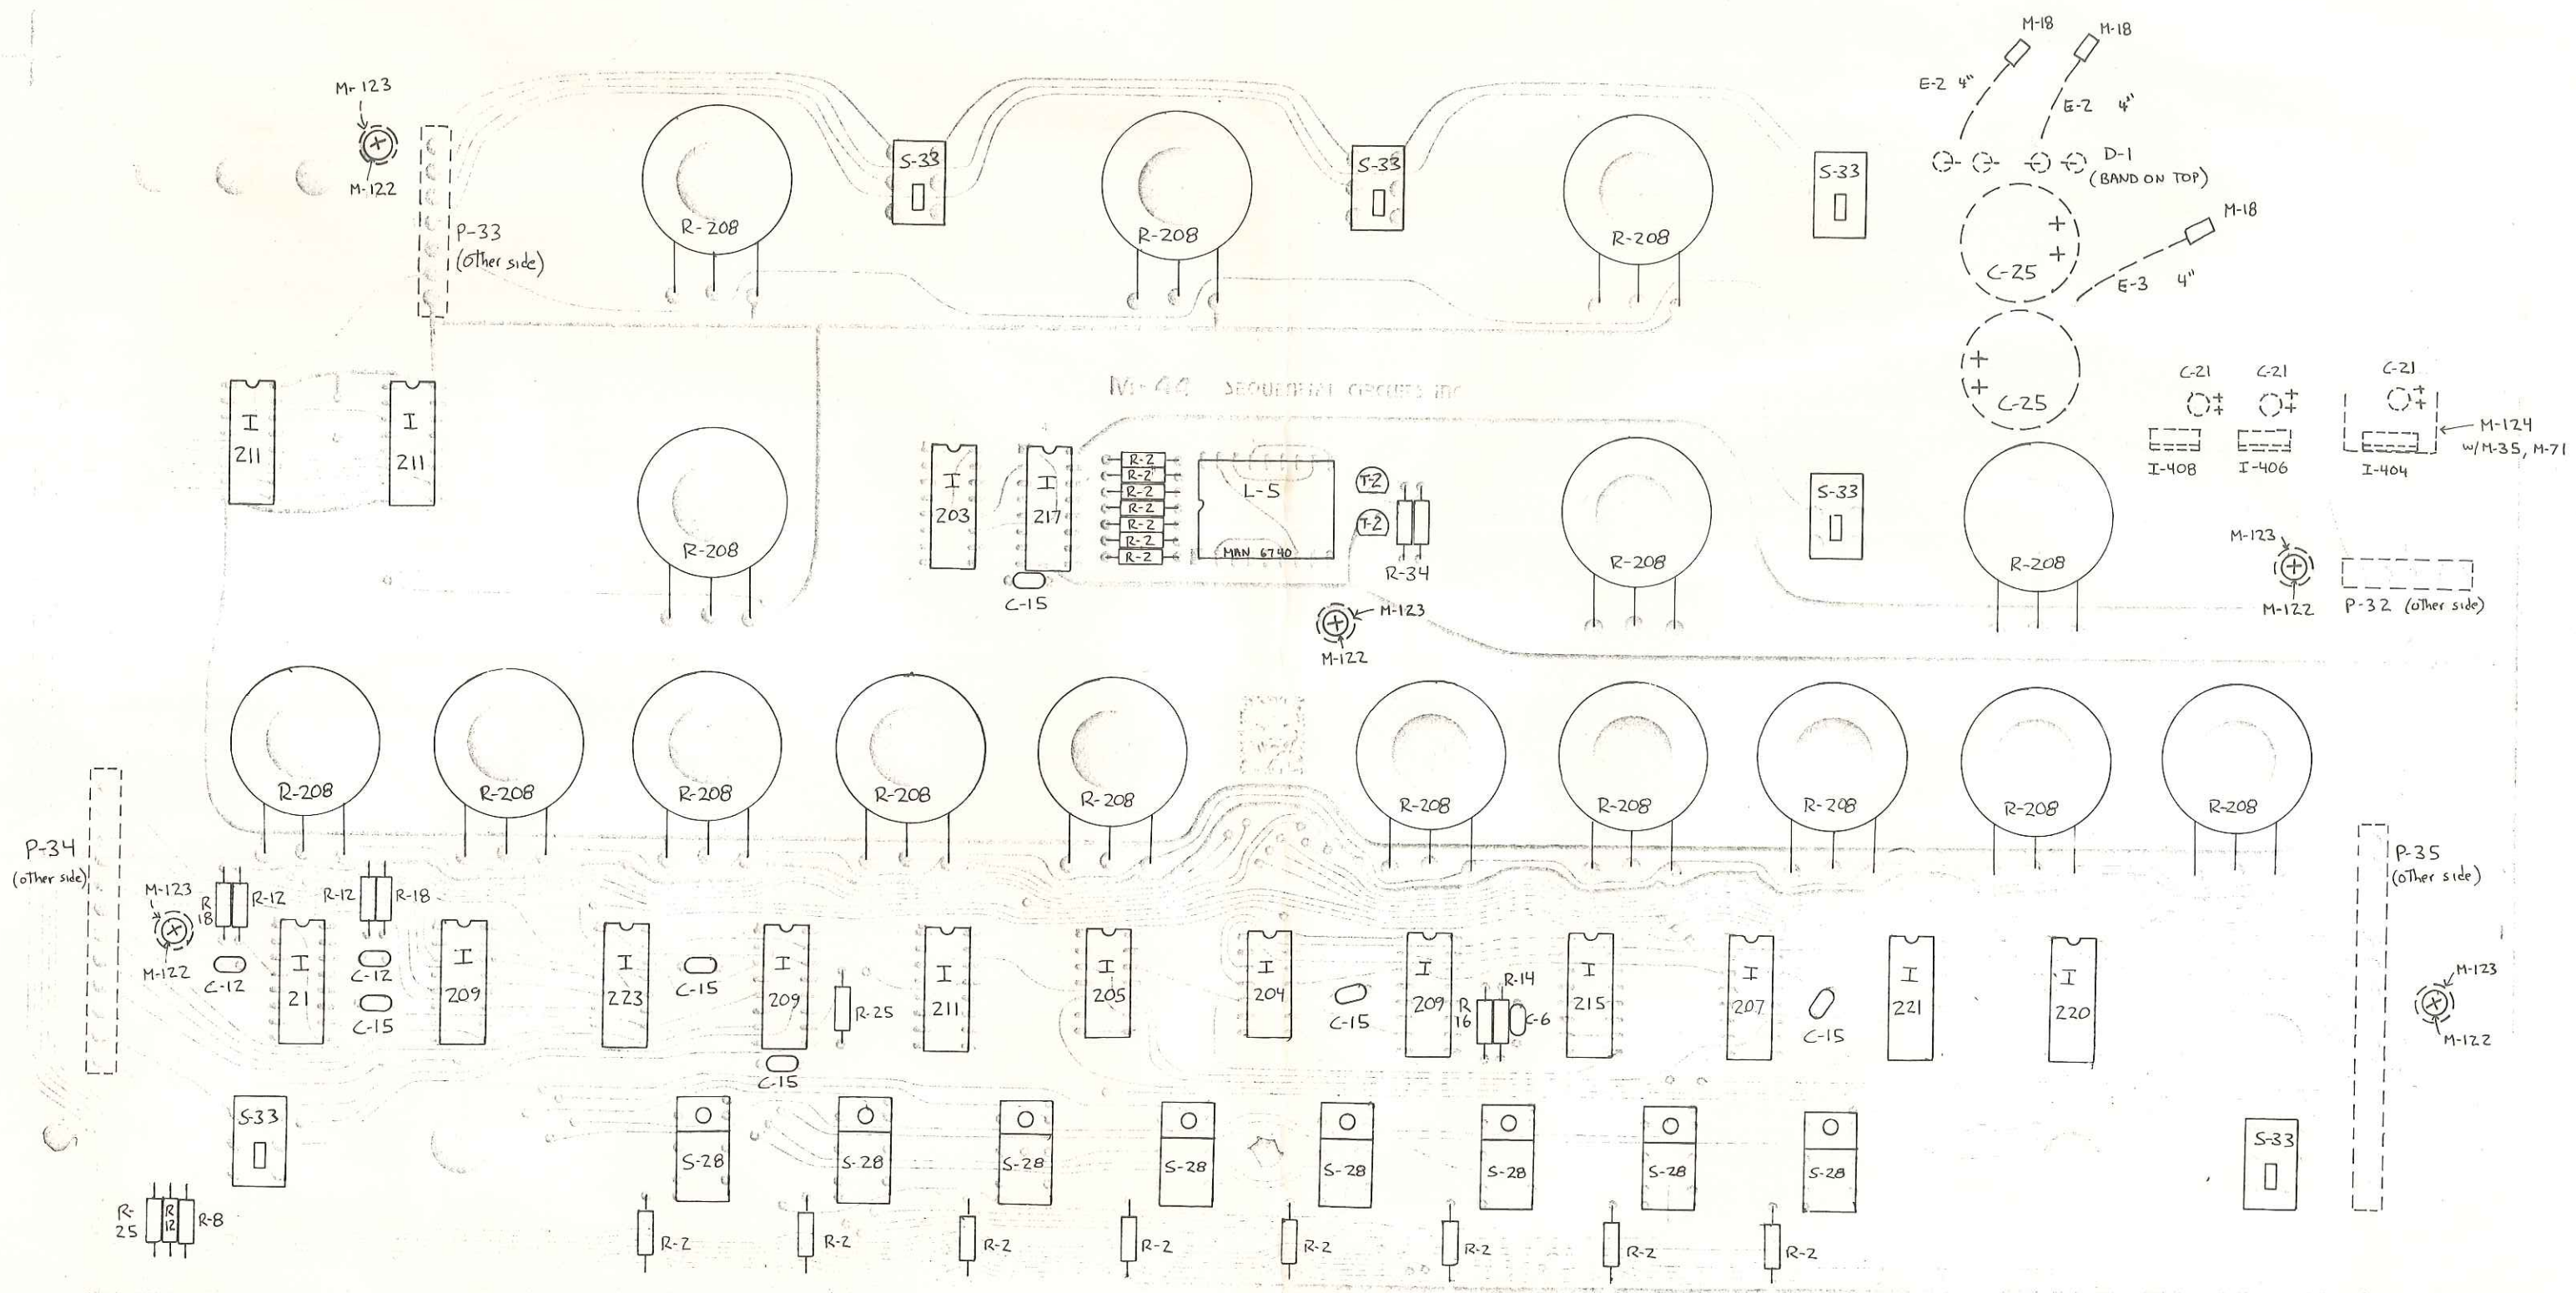 M-18
M-18
E-2 4"
E-2 4"
M-123
M-122
P-33
(other side)
R-208
S-33
R-208
S-33
R-208
S-33
D-1
(BAND ON TOP)
M-18
C-25
E-3 4"
C-25
C-21
C-21
C-21
M-124
w/M-35, M-71
I-408
I-406
I-404
M-44 SEQUENTIAL CIRCUITS INC
I
211
I
211
R-208
I
203
I
217
R-2
R-2
R-2
R-2
R-2
R-2
R-2
L-5
MAN 6740
T-2
T-2
R-34
C-15
R-208
S-33
R-208
M-123
M-122
P-32 (other side)
M-123
M-122
R-208
R-208
R-208
R-208
R-208
R-208
R-208
R-208
R-208
R-208
P-34
(other side)
P-35
(other side)
M-123
M-122
R
18
R-12
R-12
R-18
C-12
I
21
C-12
C-15
I
209
I
223
C-15
I
209
C-15
R-25
I
211
I
205
I
204
C-15
I
209
R
16
R-14
C-6
I
215
I
207
C-15
I
221
I
220
M-123
M-122
S-33
S-28
S-28
S-28
S-28
S-28
S-28
S-28
S-28
S-33
R-
25
R
12
R-8
R-2
R-2
R-2
R-2
R-2
R-2
R-2
R-2